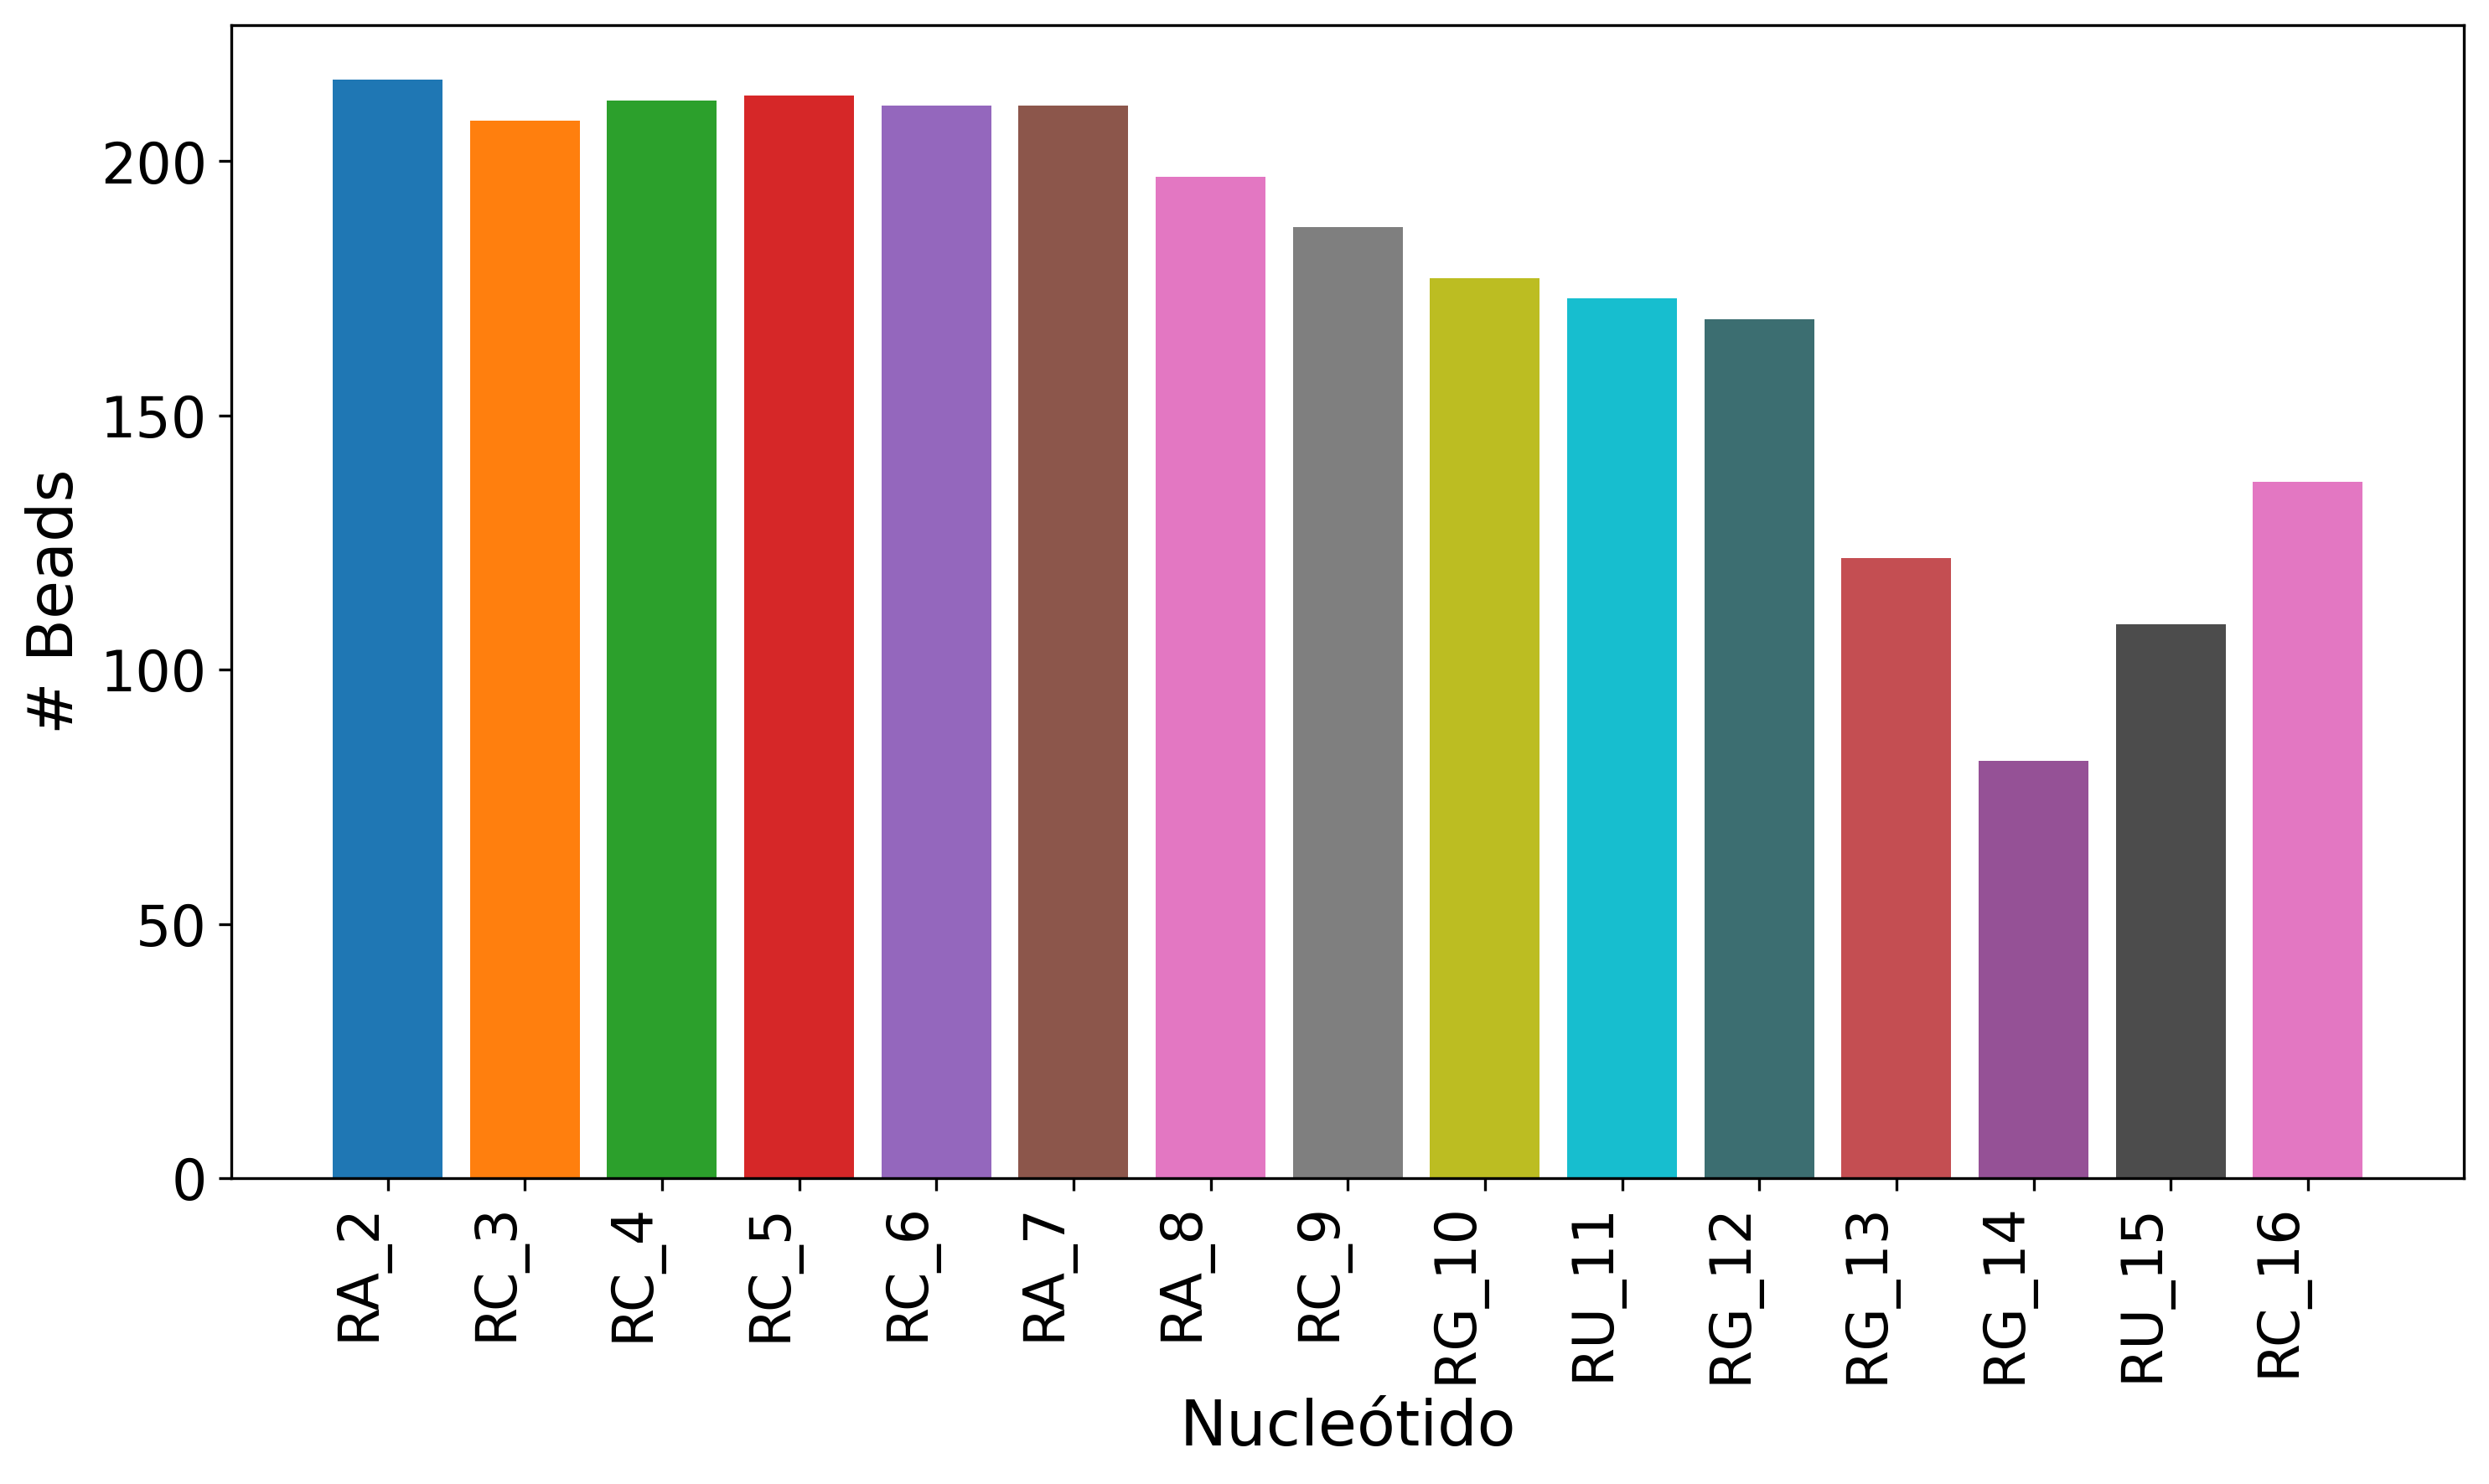 # Beads
200
150
100
50
0
RA_2
RC_3
RC_4
RC_5
RC_6
RA_7
RA_8
RC_9
RG_10
RU_11
RG_12
RG_13
RG_14
RU_15
RC_16
Nucleótido